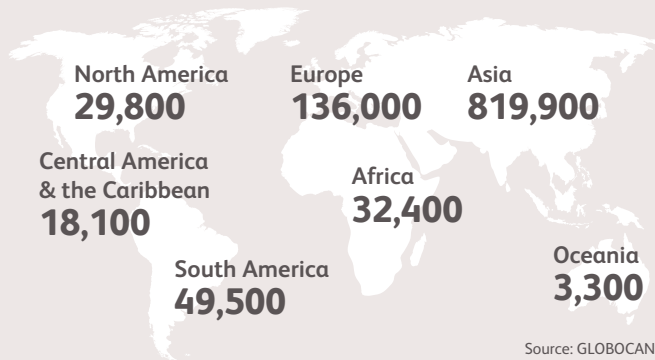 North America
29,800
Europe
136,000
Asia
819,900
Central America
& the Caribbean
18,100
Africa
32,400
South America
49,500
Oceania
3,300
Source: GLOBOCAN